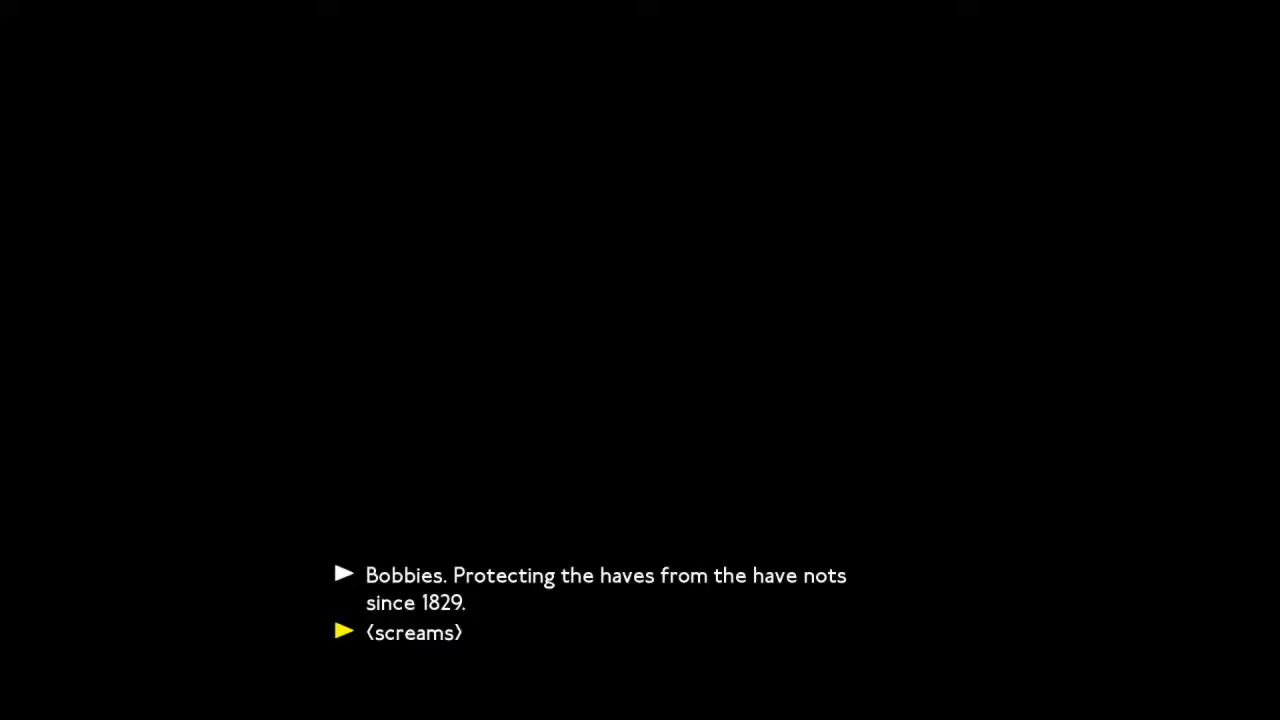 Bobbies. Protecting the haves from the have nots
since 1829.
<screams>